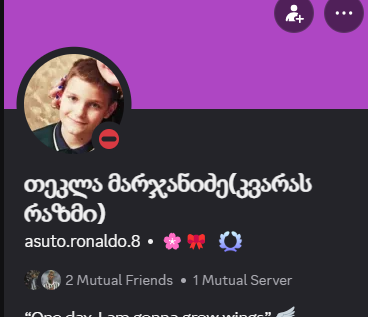 თეკლა მარჯანიძე(კვარას
რაზმი)
asuto.ronaldo.8 •
2 Mutual Friends • 1 Mutual Server
“One day, I am gonna grow wings”